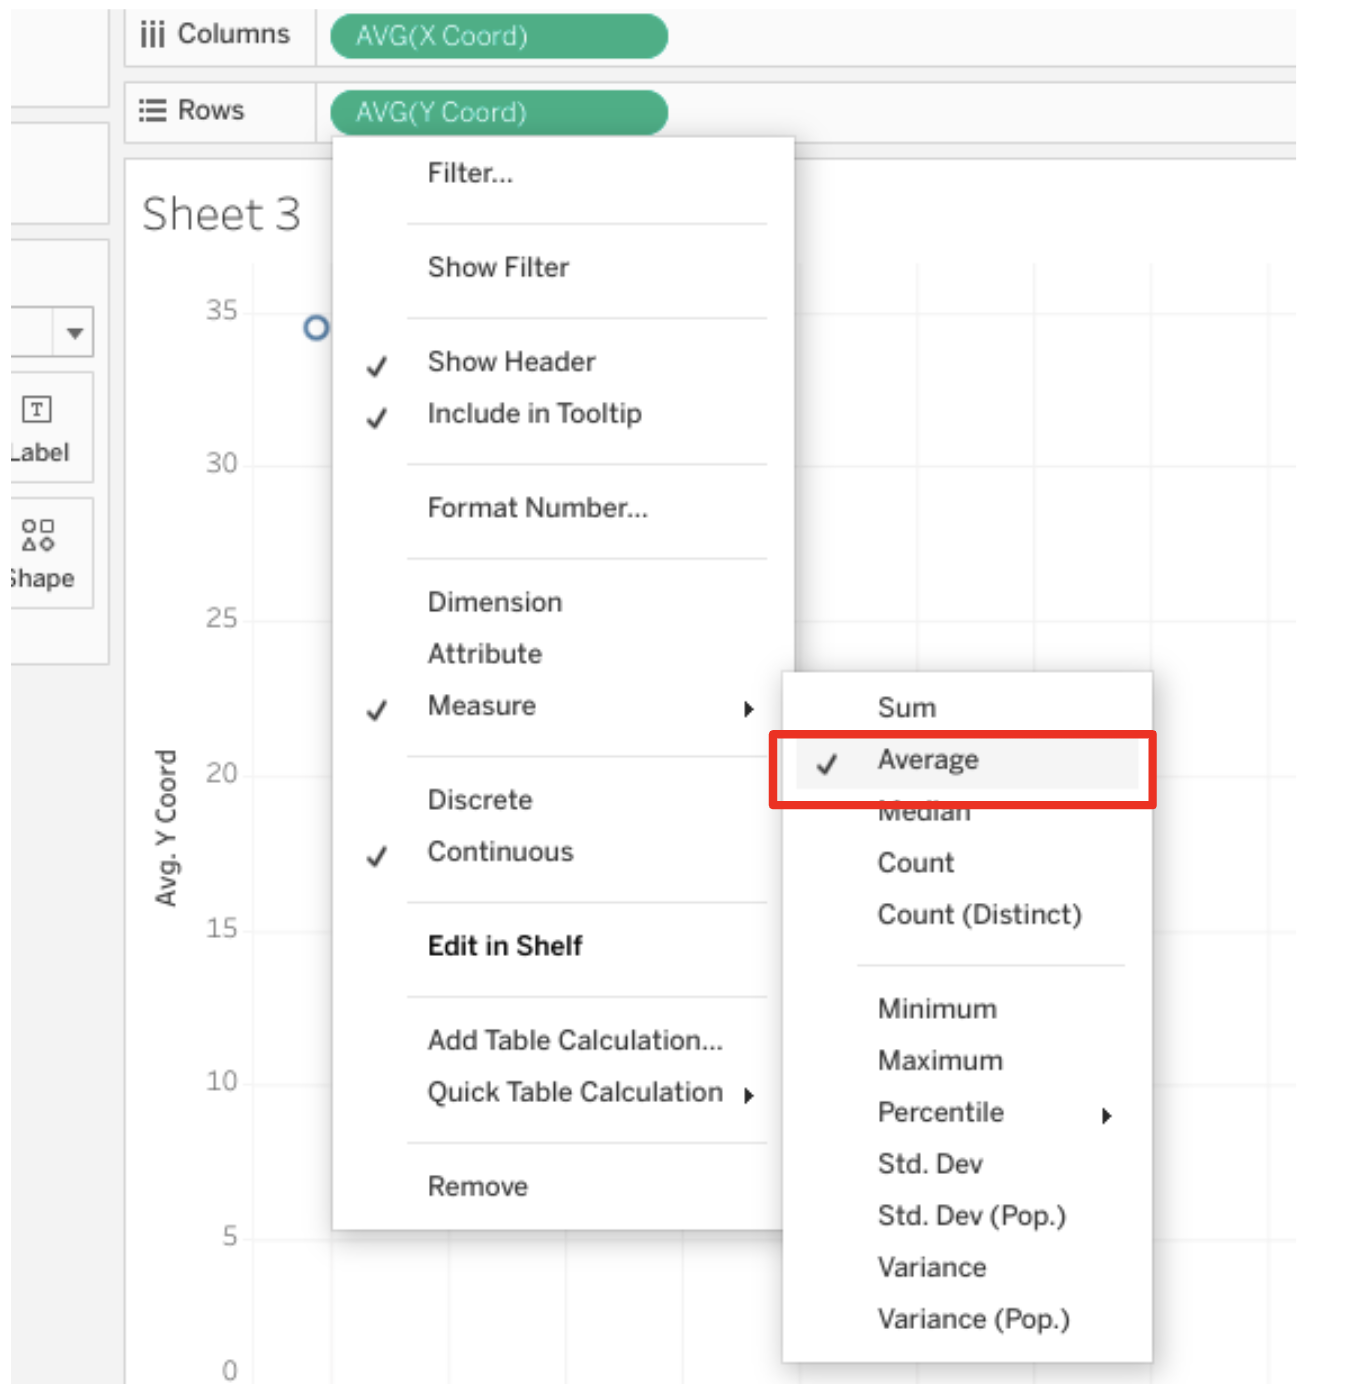 Columns
AVG(X Coord)
Rows
AVG(Y Coord)
Sheet 3
Filter...
Show Filter
Show Header
Include in Tooltip
Format Number...
Dimension
Attribute
Measure
Discrete
Continuous
Edit in Shelf
Add Table Calculation...
Quick Table Calculation
Remove
Sum
Average
Median
Count
Count (Distinct)
Minimum
Maximum
Percentile
Std. Dev
Std. Dev (Pop.)
Variance
Variance (Pop.)
T
Label
Shape
Avg. Y Coord
35
30
25
20
15
10
5
0